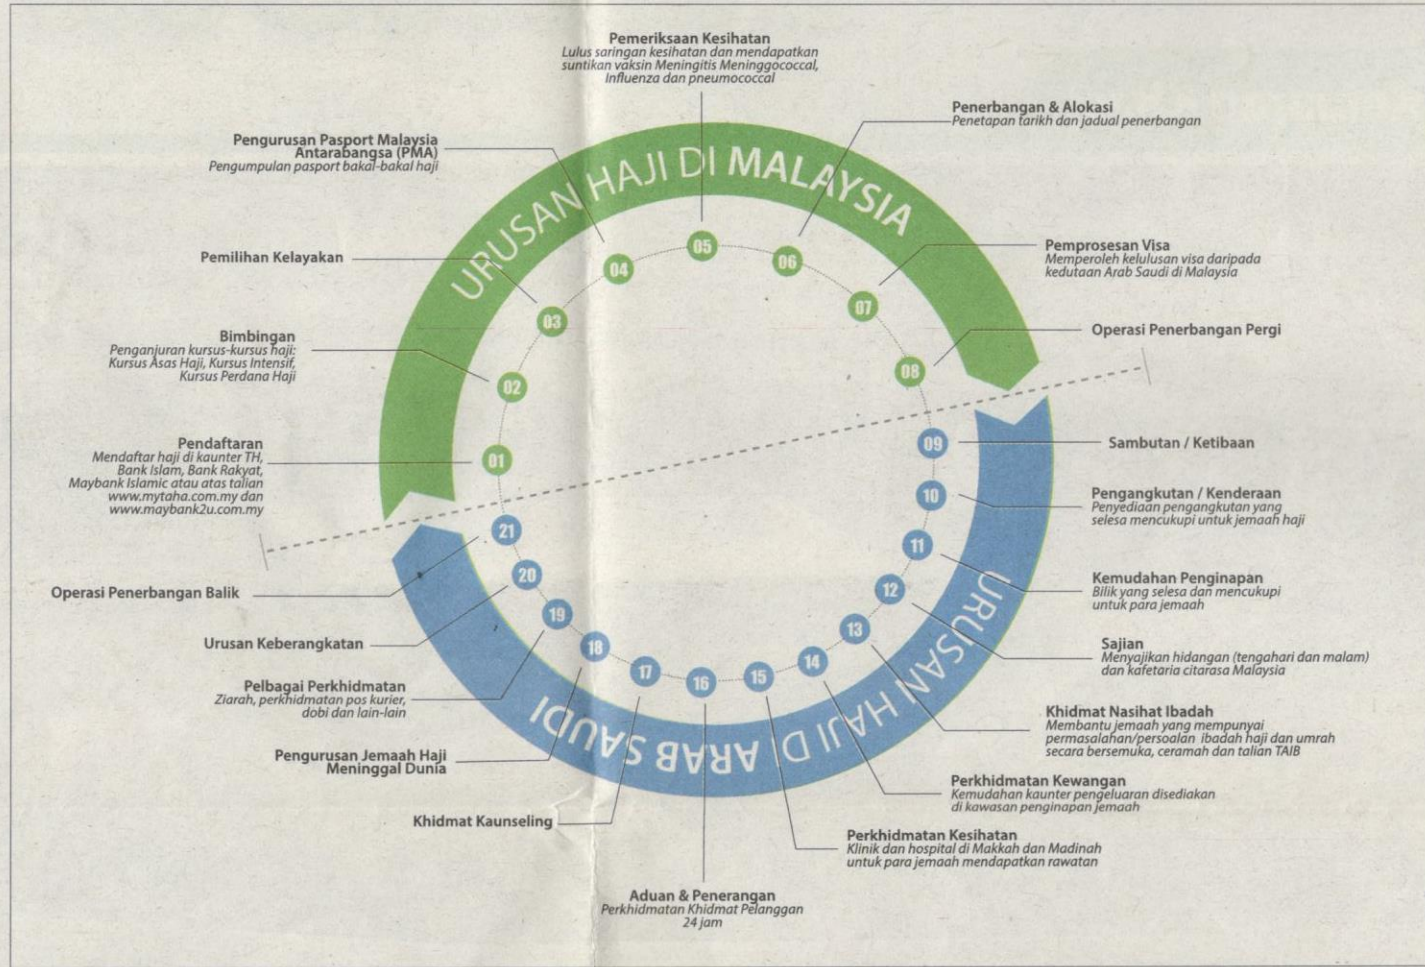 URUSAN HAJI DI MALAYSIA
01
Pendaftaran
Mendaftar haji di kaunter TH,
Bank Islam, Bank Rakyat,
Maybank Islamic atau atas talian
www.mytaha.com.my dan
www.maybank2u.com.my
02
Bimbingan
Penganjuran kursus-kursus haji:
Kursus Asas Haji, Kursus Intensif,
Kursus Perdana Haji
03
Pemilihan Kelayakan
04
Pengurusan Pasport Malaysia
Antarabangsa (PMA)
Pengumpulan pasport bakal-bakal haji
05
Pemeriksaan Kesihatan
Lulus saringan kesihatan dan mendapatkan
suntikan vaksin Meningitis Meninggococcal,
Influenza dan pneumococcal
06
Penerbangan & Alokasi
Penetapan tarikh dan jadual penerbangan
07
Pemprosesan Visa
Memperoleh kelulusan visa daripada
kedutaan Arab Saudi di Malaysia
08
Operasi Penerbangan Pergi
URUSAN HAJI DI ARAB SAUDI
09
Sambutan / Ketibaan
10
Pengangkutan / Kenderaan
Penyediaan pengangkutan yang
selesa mencukupi untuk jemaah haji
11
Kemudahan Penginapan
Bilik yang selesa dan mencukupi
untuk para jemaah
12
Sajian
Menyajikan hidangan (tengahari dan malam)
dan kafetaria citarasa Malaysia
13
Khidmat Nasihat Ibadah
Membantu jemaah yang mempunyai
permasalahan/persoalan ibadah haji dan umrah
secara bersemuka, ceramah dan talian TAIB
14
Perkhidmatan Kewangan
Kemudahan kaunter pengeluaran disediakan
di kawasan penginapan jemaah
15
Perkhidmatan Kesihatan
Klinik dan hospital di Makkah dan Madinah
untuk para jemaah mendapatkan rawatan
16
Aduan & Penerangan
Perkhidmatan Khidmat Pelanggan
24 jam
17
Khidmat Kaunseling
18
Pengurusan Jemaah Haji
Meninggal Dunia
19
Pelbagai Perkhidmatan
Ziarah, perkhidmatan pos kurier,
dobi dan lain-lain
20
Urusan Keberangkatan
21
Operasi Penerbangan Balik